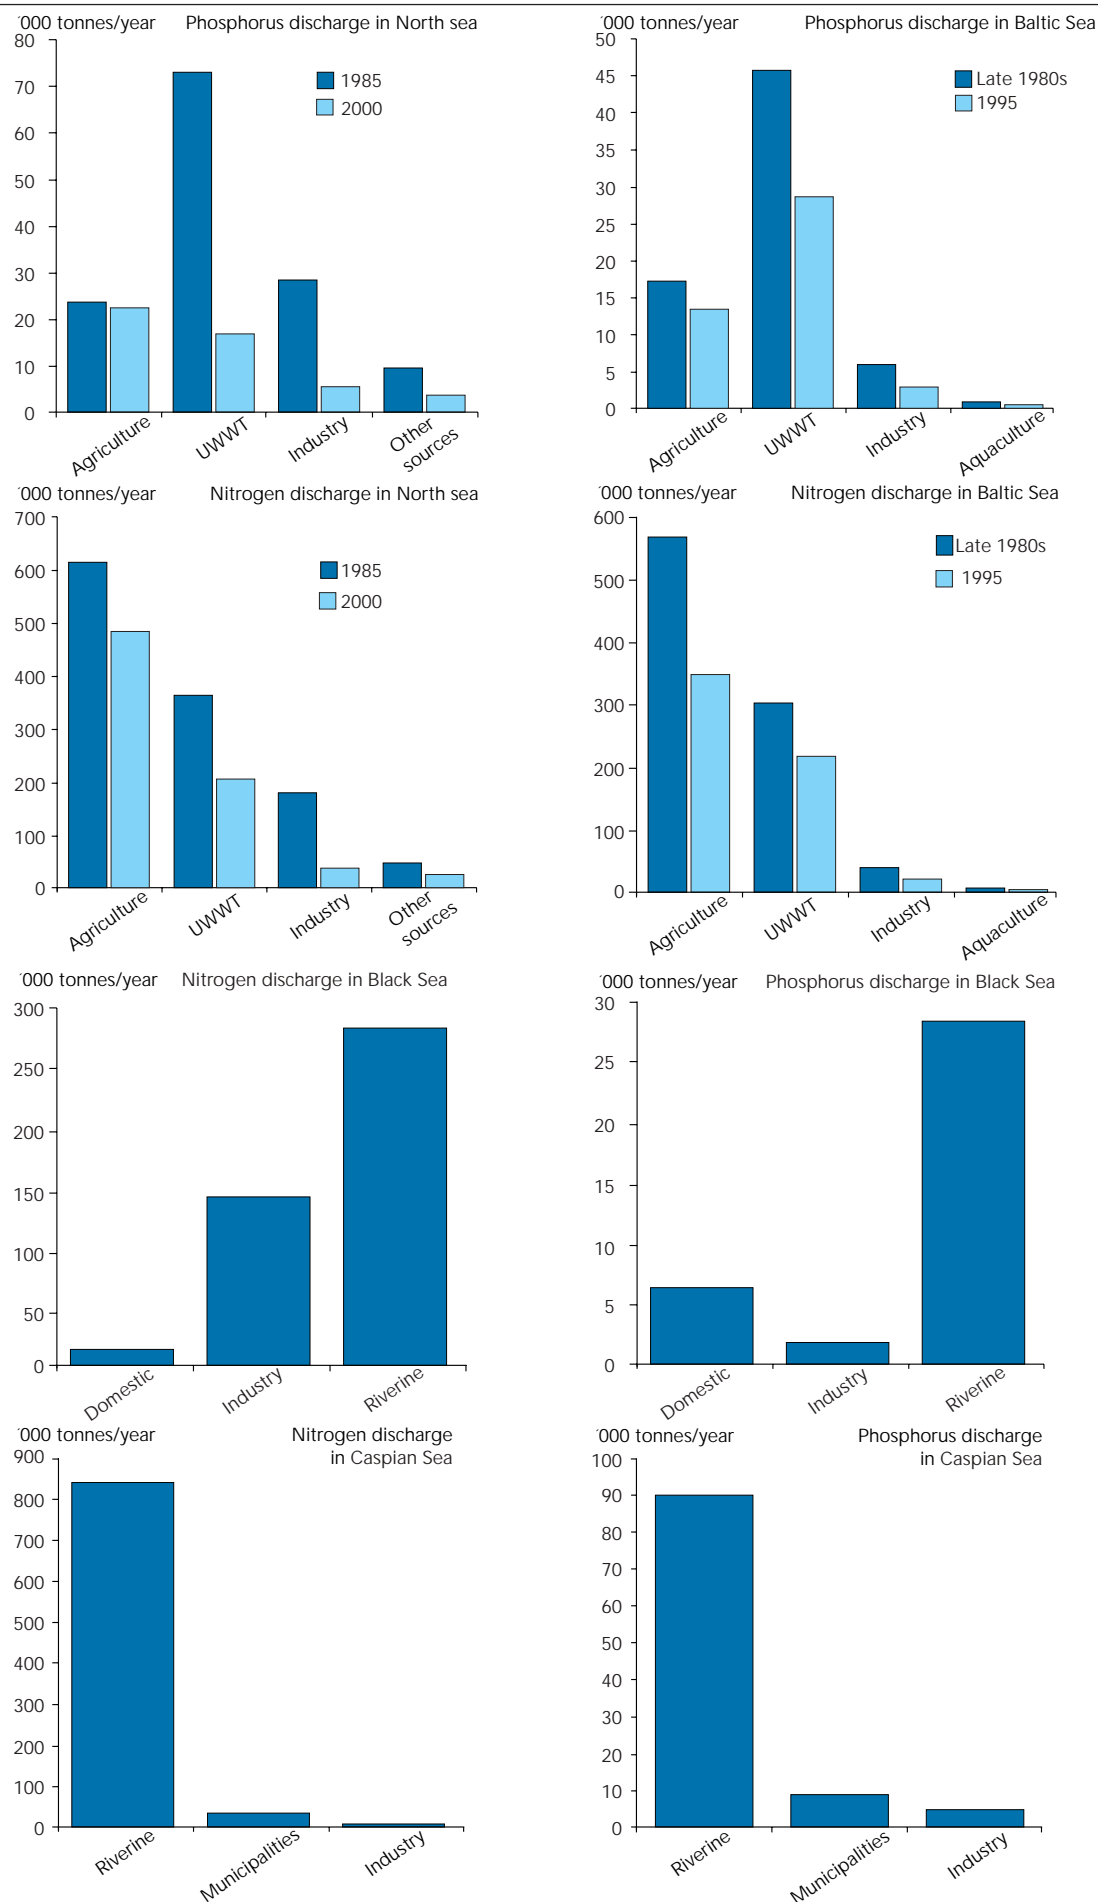 ´000 tonnes/year Phosphorus discharge in North sea
80
70
60
50
40
30
20
10
0
1985
2000
Agriculture
UWWT
Industry
Other
sources
´000 tonnes/year Phosphorus discharge in Baltic Sea
50
45
40
35
30
25
20
15
10
5
0
Late 1980s
1995
Agriculture
UWWT
Industry
Aquaculture
´000 tonnes/year Nitrogen discharge in North sea
700
600
500
400
300
200
100
0
1985
2000
Agriculture
UWWT
Industry
Other
sources
´000 tonnes/year Nitrogen discharge in Baltic Sea
600
500
400
300
200
100
0
Late 1980s
1995
Agriculture
UWWT
Industry
Aquaculture
´000 tonnes/year Nitrogen discharge in Black Sea
300
250
200
150
100
50
0
Domestic
Industry
Riverine
´000 tonnes/year Phosphorus discharge in Black Sea
30
25
20
15
10
5
0
Domestic
Industry
Riverine
´000 tonnes/year Nitrogen discharge
in Caspian Sea
900
800
700
600
500
400
300
200
100
0
Riverine
Municipalities
Industry
´000 tonnes/year Phosphorus discharge
in Caspian Sea
100
90
80
70
60
50
40
30
20
10
0
Riverine
Municipalities
Industry